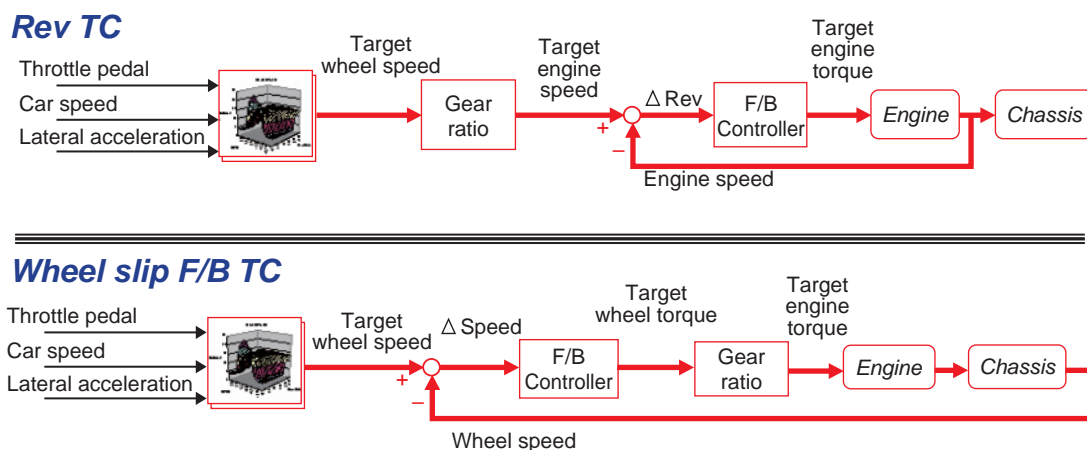 Rev TC
Throttle pedal
Car speed
Lateral acceleration
Target
wheel speed
Gear
ratio
Target
engine
speed
+
−
Δ Rev
F/B
Controller
Target
engine
torque
Engine
Chassis
Engine speed
Wheel slip F/B TC
Throttle pedal
Car speed
Lateral acceleration
Target
wheel speed
+
−
Δ Speed
F/B
Controller
Target
wheel torque
Gear
ratio
Target
engine
torque
Engine
Chassis
Wheel speed